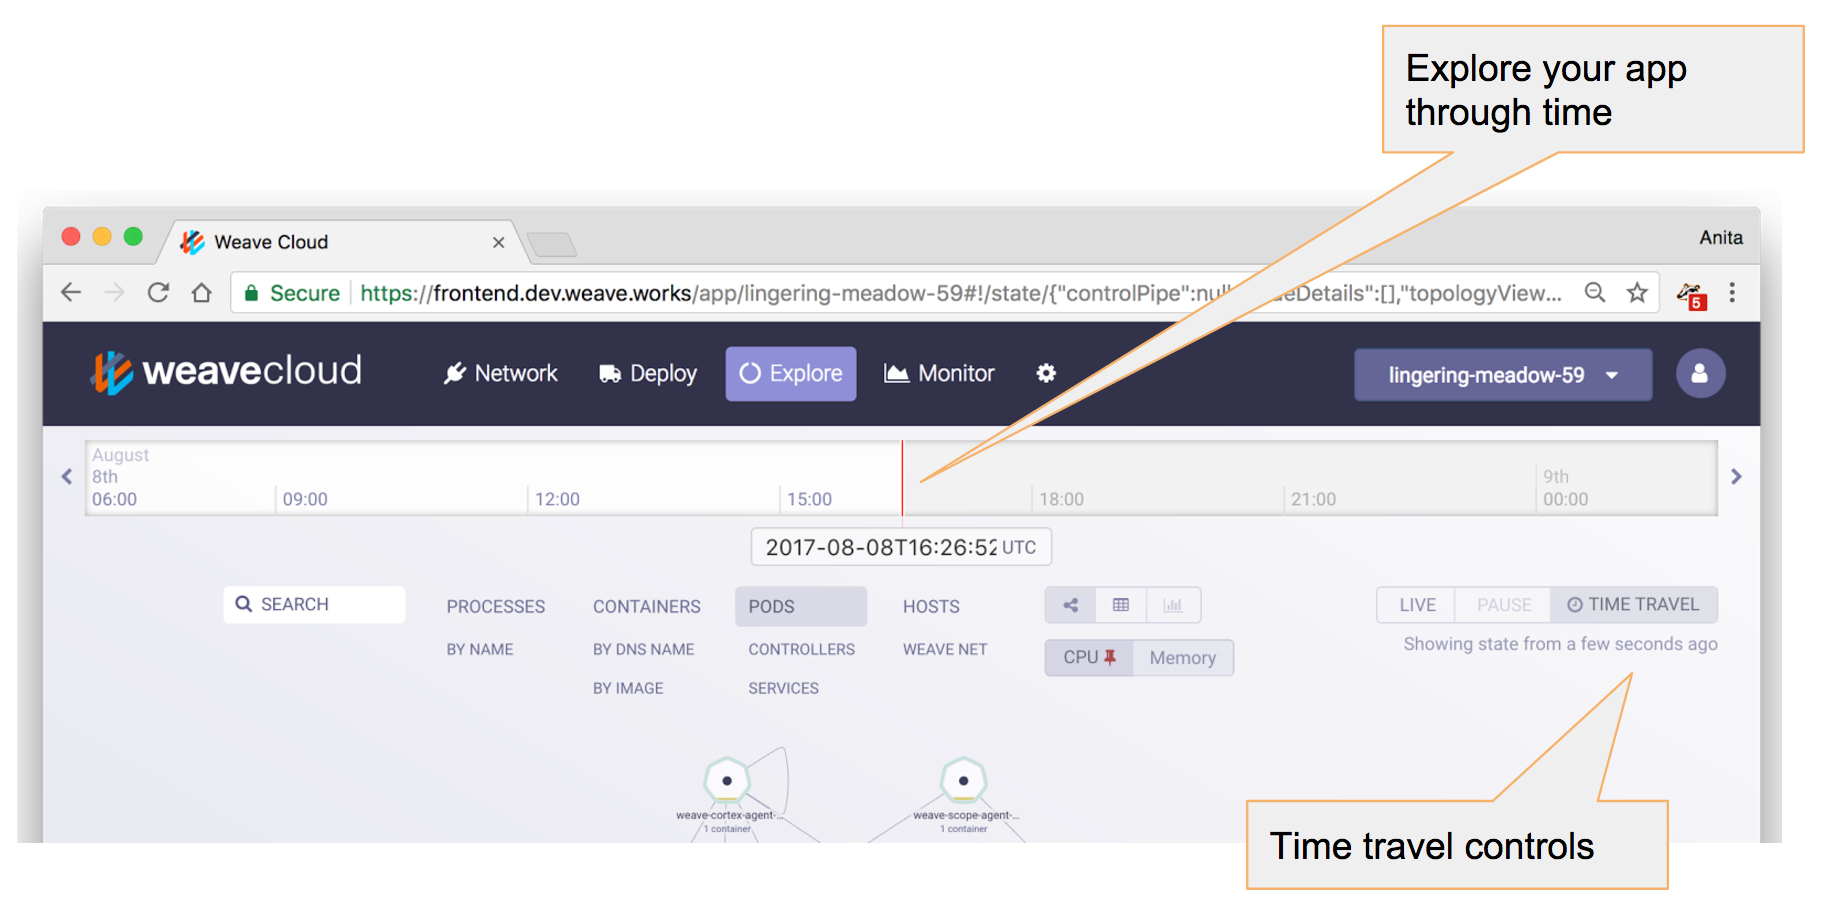 Explore your app
through time
Weave Cloud
Anita
Secure https://frontend.dev.weave.works/app/lingering-meadow-59#!/state/{"controlPipe":nul
eDetails":[],"topologyView...
5
weavecloud
Network
Deploy
Explore
Monitor
lingering-meadow-59
August
8th
06:00
09:00
12:00
15:00
18:00
21:00
9th
00:00
2017-08-08T16:26:52 UTC
SEARCH
PROCESSES
BY NAME
CONTAINERS
BY DNS NAME
BY IMAGE
PODS
CONTROLLERS
SERVICES
HOSTS
WEAVE NET
CPU
Memory
LIVE
PAUSE
TIME TRAVEL
Showing state from a few seconds ago
weave-cortex-agent-...
1 container
weave-scope-agent-...
1 container
Time travel controls